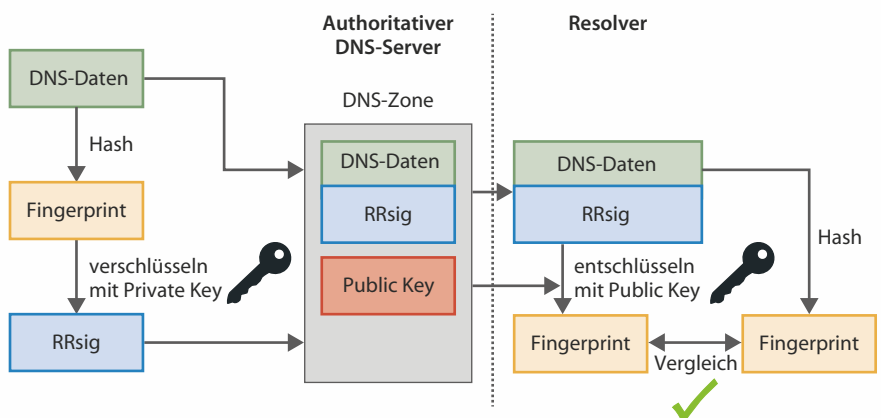 Authoritativer
DNS-Server
Resolver
DNS-Daten
DNS-Zone
Hash
DNS-Daten
DNS-Daten
Fingerprint
RRsig
RRsig
verschlüsseln
mit Private Key
Public Key
entschlüsseln
mit Public Key
Hash
RRsig
Fingerprint
Vergleich
Fingerprint